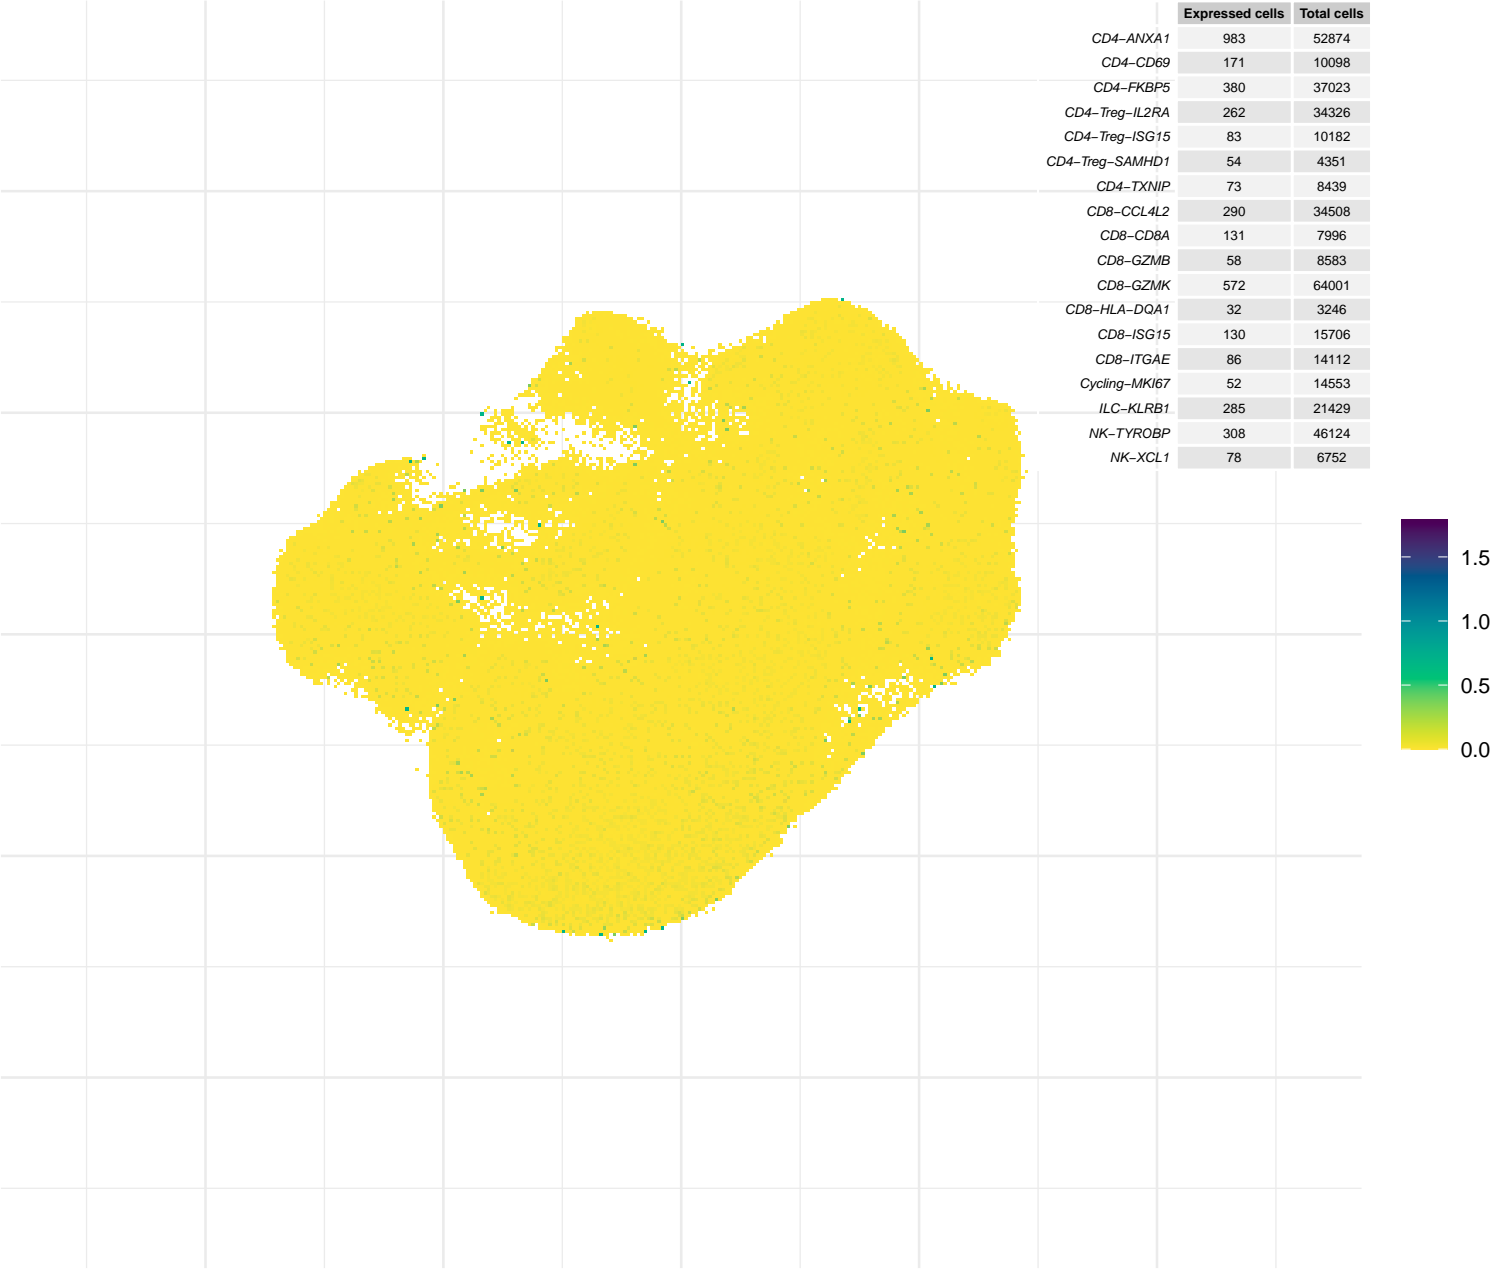 Expressed cells Total cells
CD4−ANXA1 983 52874
CD4−CD69 171 10098
CD4−FKBP5 380 37023
CD4−Treg−IL2RA 262 34326
CD4−Treg−ISG15 83 10182
CD4−Treg−SAMHD1 54 4351
CD4−TXNIP 73 8439
CD8−CCL4L2 290 34508
CD8−CD8A 131 7996
CD8−GZMB 58 8583
CD8−GZMK 572 64001
CD8−HLA−DQA1 32 3246
CD8−ISG15 130 15706
CD8−ITGAE 86 14112
Cycling−MKI67 52 14553
ILC−KLRB1 285 21429
NK−TYROBP 308 46124
NK−XCL1 78 6752
1.5
1.0
0.5
0.0